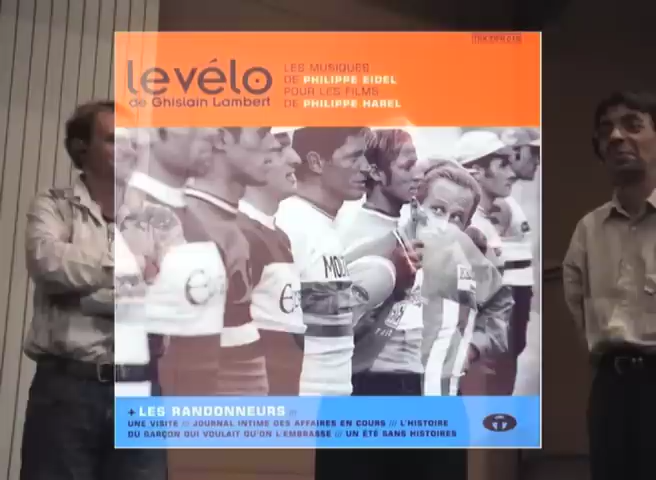 le vélo
de Ghislain Lambert
LES MUSIQUES
DE PHILIPPE EIDEL
POUR LES FILMS
DE PHILIPPE HAREL
+ LES RANDONNEURS //
UNE VISITE // JOURNAL INTIME DES AFFAIRES EN COURS // L'HISTOIRE
DU GARÇON QUI VOULAIT QU'ON L'EMBRASSE // UN ÉTÉ SANS HISTOIRES